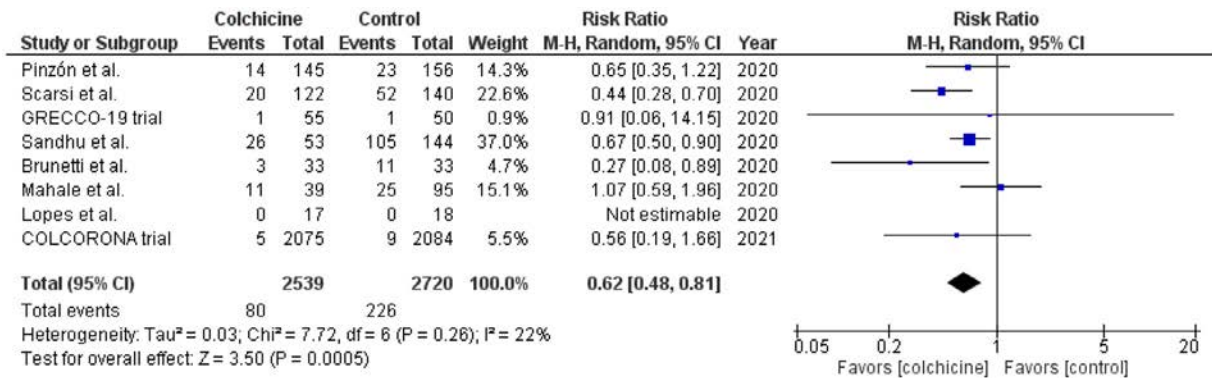 Colchicine Control Risk Ratio Risk Ratio
Study or Subgroup Events Total Events Total Weight M-H, Random, 95% CI Year M-H, Random, 95% CI
Pinzón et al. 14 145 23 156 14.3% 0.65 [0.35, 1.22] 2020
Scarsi et al. 20 122 52 140 22.6% 0.44 [0.28, 0.70] 2020
GRECCO-19 trial 1 55 1 50 0.9% 0.91 [0.06, 14.15] 2020
Sandhu et al. 26 53 105 144 37.0% 0.67 [0.50, 0.90] 2020
Brunetti et al. 3 33 11 33 4.7% 0.27 [0.08, 0.89] 2020
Mahale et al. 11 39 25 95 15.1% 1.07 [0.59, 1.96] 2020
Lopes et al. 0 17 0 18 Not estimable 2020
COLCORONA trial 5 2075 9 2084 5.5% 0.56 [0.19, 1.66] 2021
Total (95% CI) 2539 2720 100.0% 0.62 [0.48, 0.81]
Total events 80 226
Heterogeneity: Tau² = 0.03; Chi² = 7.72, df = 6 (P = 0.26); I² = 22%
Test for overall effect: Z = 3.50 (P = 0.0005)
0.05 0.2 1 5 20
Favors [colchicine] Favors [control]